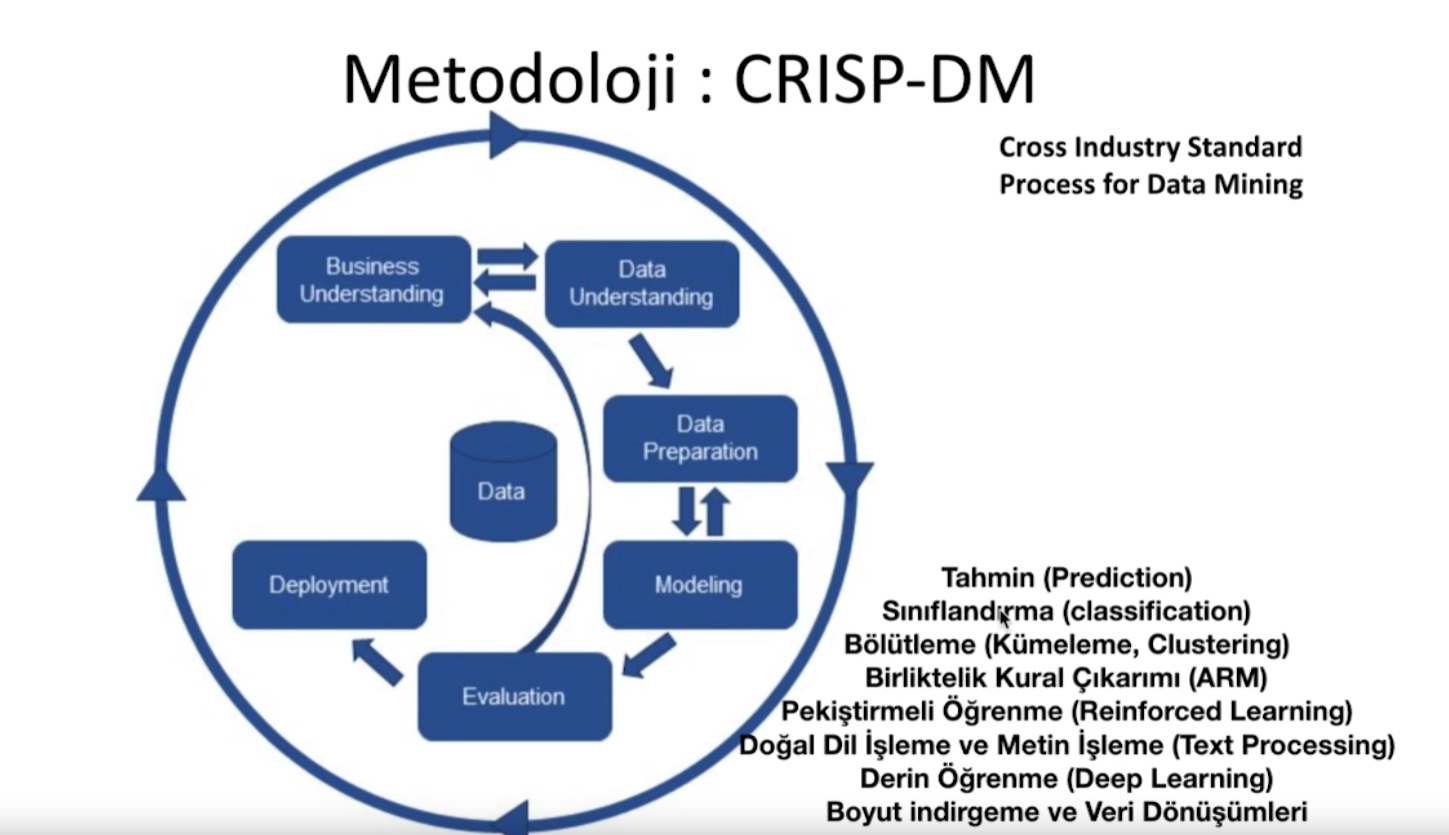 Metodoloji : CRISP-DM
Cross Industry Standard
Process for Data Mining
Business
Understanding
Data
Understanding
Data
Preparation
Data
Deployment
Modeling
Evaluation
Tahmin (Prediction)
Sınıflandırma (classification)
Bölütleme (Kümeleme, Clustering)
Birliktelik Kural Çıkarımı (ARM)
Pekiştirmeli Öğrenme (Reinforced Learning)
Doğal Dil İşleme ve Metin İşleme (Text Processing)
Derin Öğrenme (Deep Learning)
Boyut indirgeme ve Veri Dönüşümleri